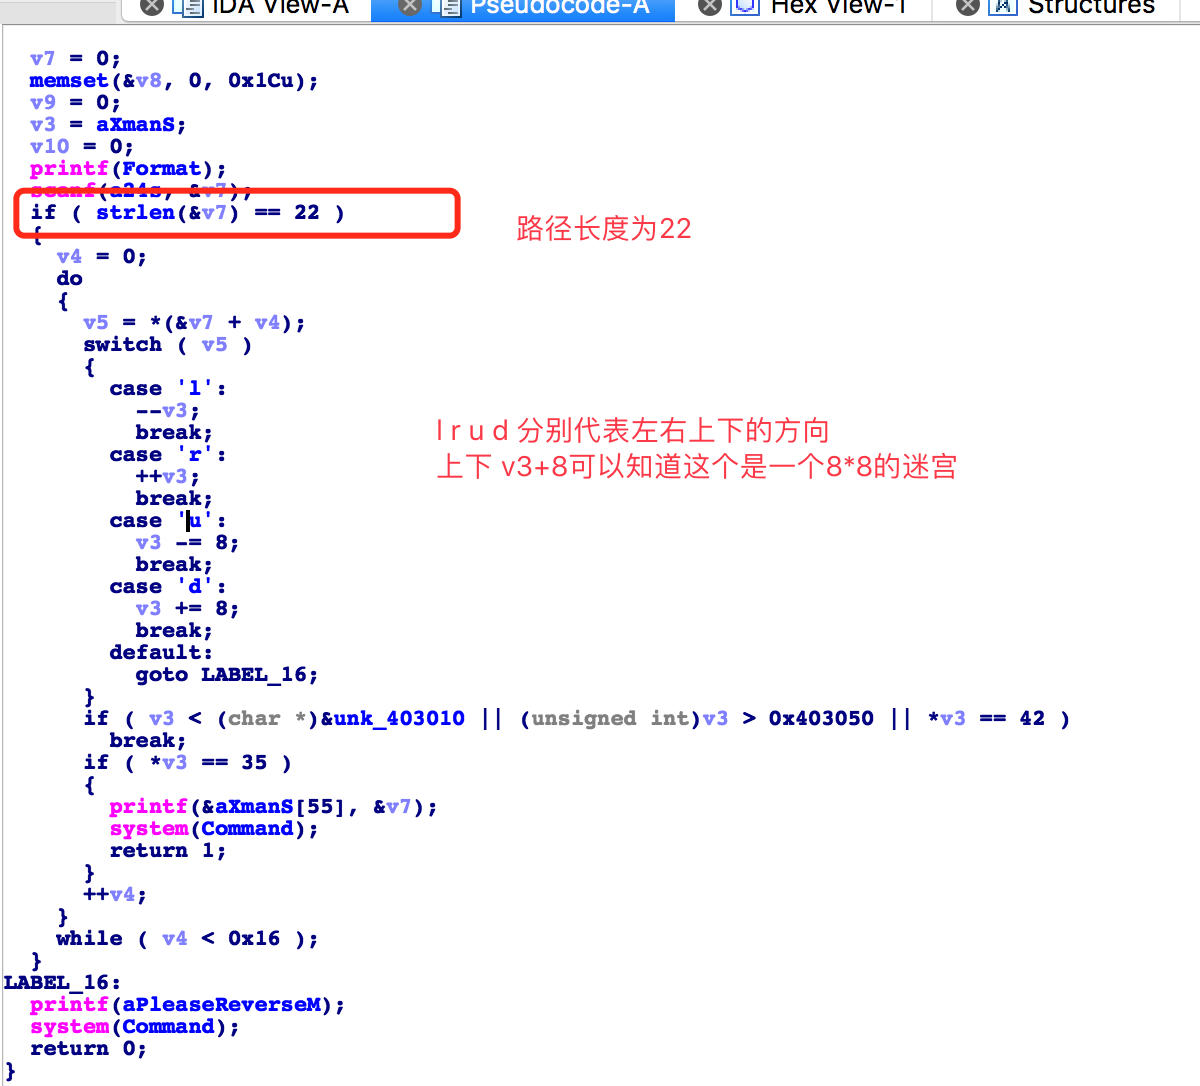 IDA View-A Pseudocode-A Hex View-1 Structures
v7 = 0;
memset(&v8, 0, 0x1Cu);
v9 = 0;
v3 = aXmanS;
v10 = 0;
printf(Format);
scanf(a24s, &v7);
if ( strlen(&v7) == 22 )
路径长度为22
{
v4 = 0;
do
{
v5 = *(&v7 + v4);
switch ( v5 )
{
case 'l':
--v3;
break;
l r u d 分别代表左右上下的方向
case 'r':
上下 v3+8可以知道这个是一个8*8的迷宫
++v3;
break;
case 'u':
v3 -= 8;
break;
case 'd':
v3 += 8;
break;
default:
goto LABEL_16;
}
if ( v3 < (char *)&unk_403010 || (unsigned int)v3 > 0x403050 || *v3 == 42 )
break;
if ( *v3 == 35 )
{
printf(&aXmanS[55], &v7);
system(Command);
return 1;
}
++v4;
}
while ( v4 < 0x16 );
}
LABEL_16:
printf(aPleaseReverseM);
system(Command);
return 0;
}